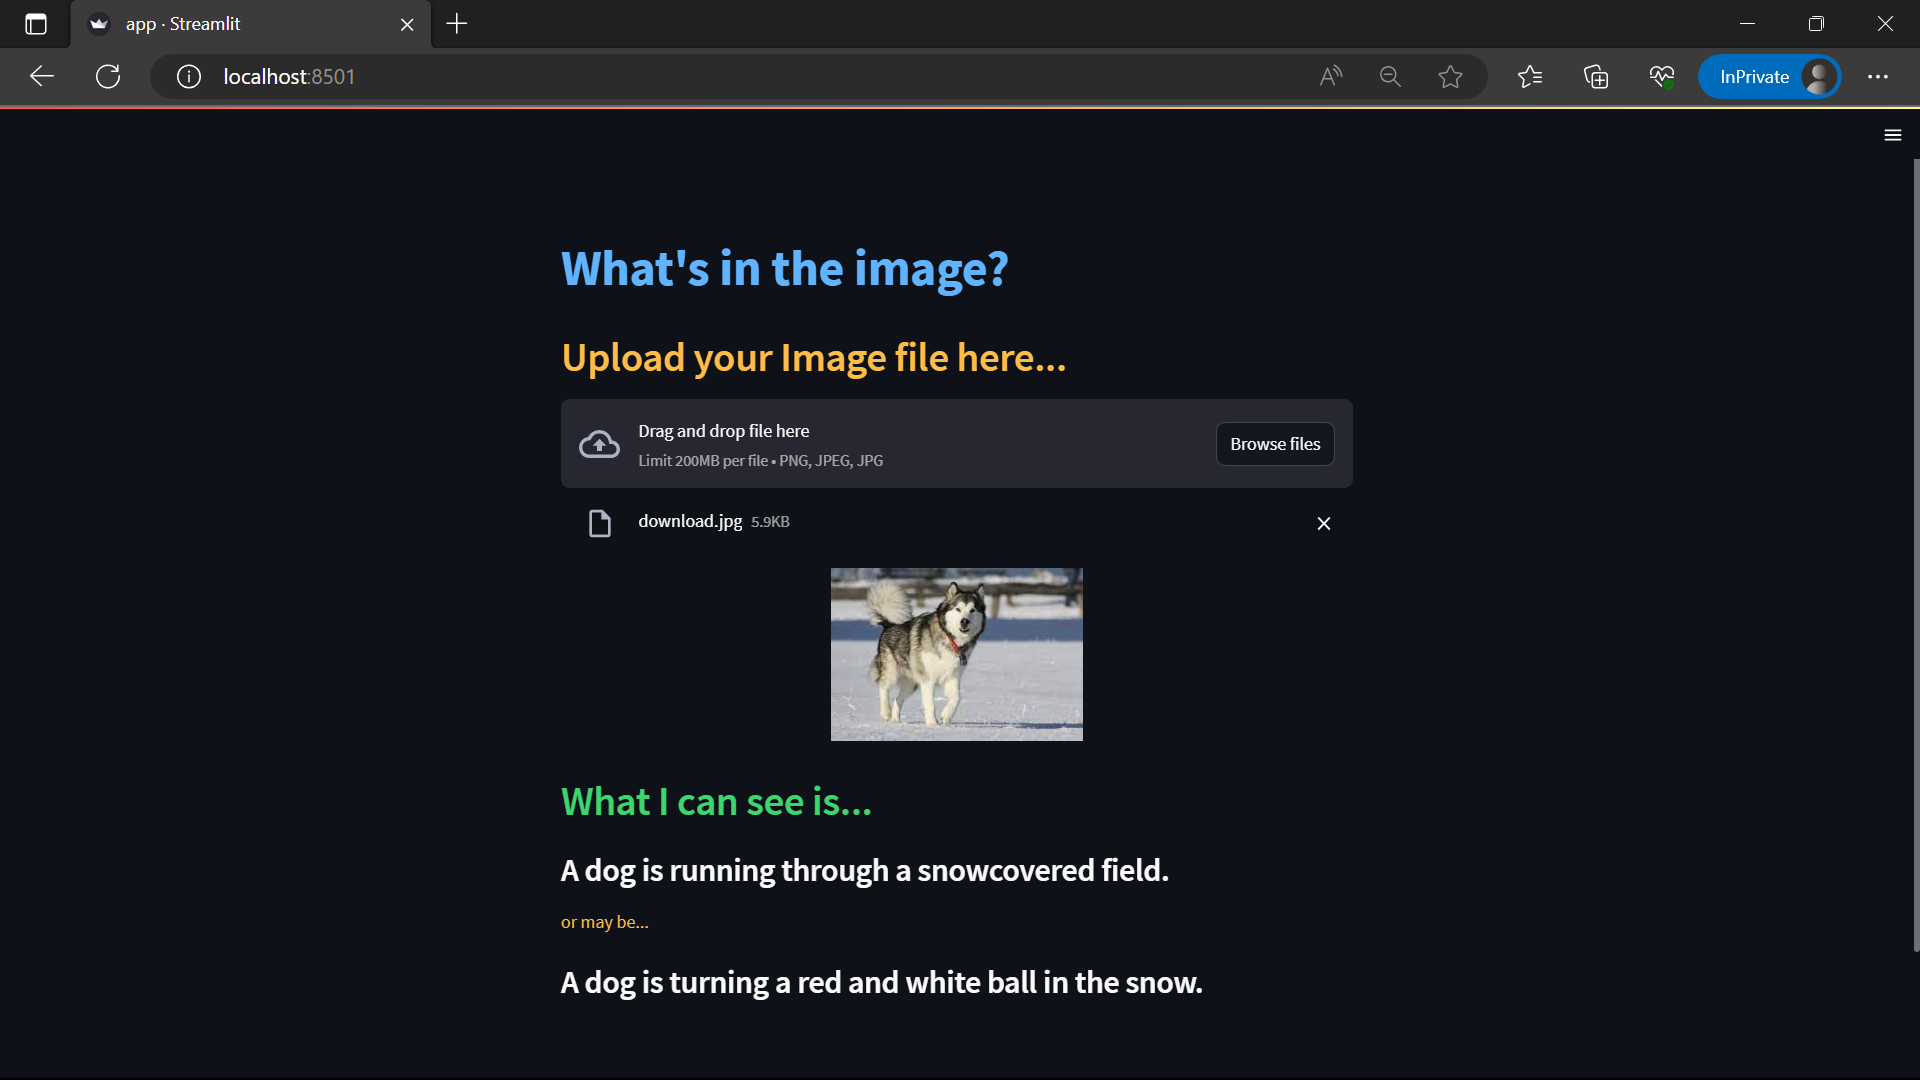 app · Streamlit
localhost:8501
InPrivate
What's in the image?
Upload your Image file here...
Drag and drop file here
Limit 200MB per file • PNG, JPEG, JPG
Browse files
download.jpg 5.9KB
What I can see is...
A dog is running through a snowcovered field.
or may be...
A dog is turning a red and white ball in the snow.